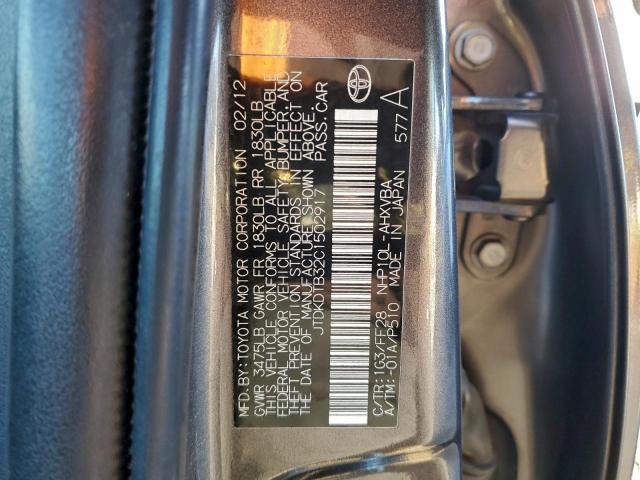 MFD.BY:TOYOTA MOTOR CORPORATION 02/12
GVWR 3475LB GAWR FR 1830LB RR 1830LB
THIS VEHICLE CONFORMS TO ALL APPLICABLE
FEDERAL MOTOR VEHICLE SAFETY, BUMPER, AND
THEFT PREVENTION STANDARDS IN EFFECT ON
THE DATE OF MANUFACTURE SHOWN ABOVE.
JTDKDTB32C1502917 PASS.CAR
C/TR:1G3/FF28 NHP10L-AHXVBA
A/TM:-01A/P510 MADE IN JAPAN 577 A